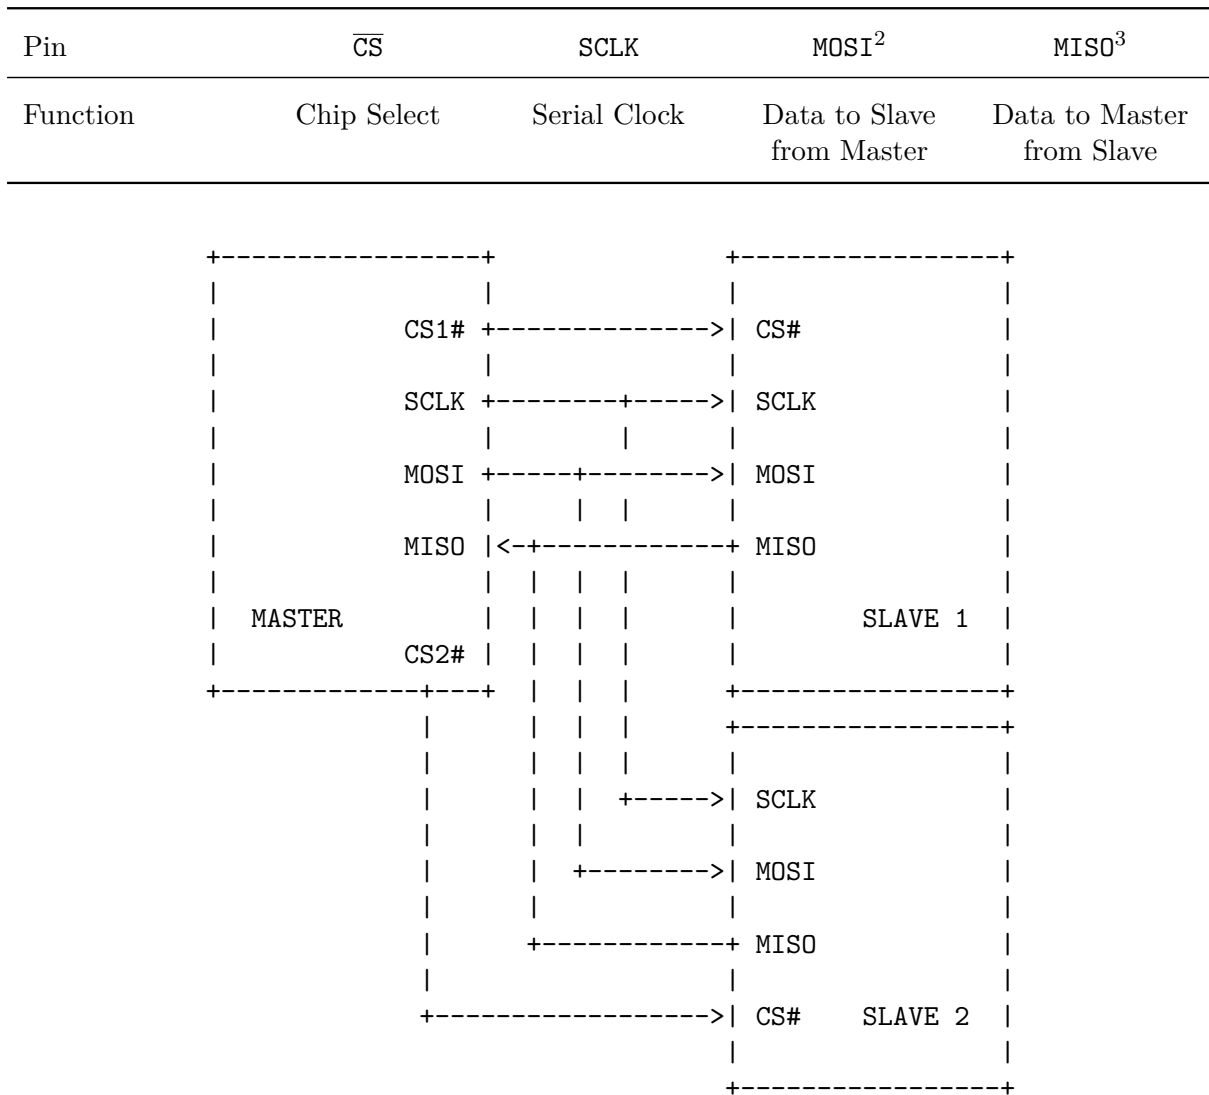 Pin CS SCLK MOSI2 MISO3
Function Chip Select Serial Clock Data to Slave Data to Master
from Master from Slave
+-----------------+               +-----------------+
|                 |               |                 |
|            CS1# +-------------->| CS#             |
|                 |               |                 |
|            SCLK +--------+----->| SCLK            |
|                 |        |      |                 |
|            MOSI +-----+-------->| MOSI            |
|                 |     |  |      |                 |
|            MISO |<-+------------+ MISO            |
|                 |  |  |  |      |                 |
|  MASTER         |  |  |  |      |        SLAVE 1  |
|            CS2# |  |  |  |      |                 |
+-------------+---+  |  |  |      +-----------------+
              |      |  |  |      +-----------------+
              |      |  |  |      |                 |
              |      |  |  +----->| SCLK            |
              |      |  |         |                 |
              |      |  +-------->| MOSI            |
              |      |            |                 |
              |      +------------+ MISO            |
              |                   |                 |
              +------------------>| CS#    SLAVE 2  |
                                  |                 |
                                  +-----------------+